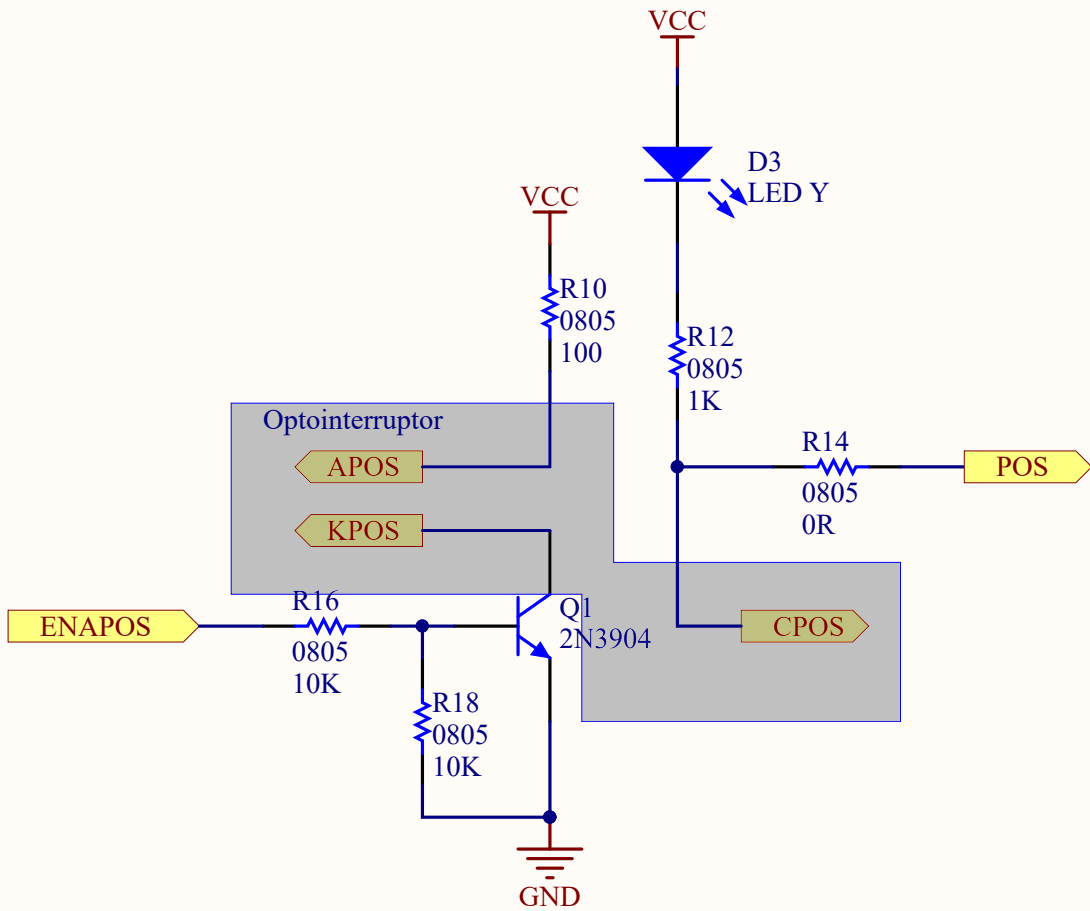 VCC
D3
LED Y
VCC
R10
0805
100
R12
0805
1K
Optointerruptor
APOS
R14
0805
0R
POS
KPOS
R16
0805
10K
ENAPOS
Q1
2N3904
CPOS
R18
0805
10K
GND